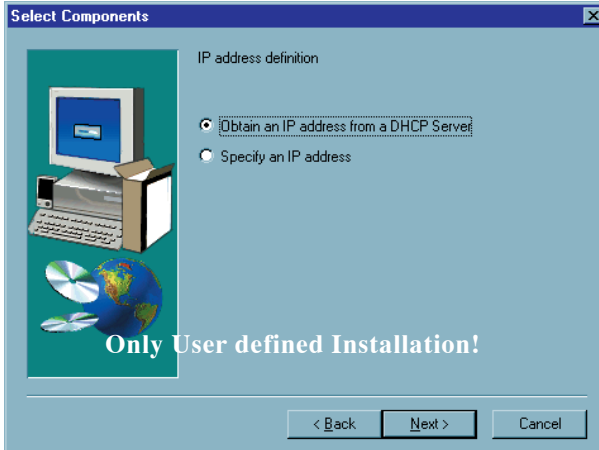 Select Components
IP address definition
Obtain an IP address from a DHCP Server
Specify an IP address
Only User defined Installation!
< Back
Next >
Cancel